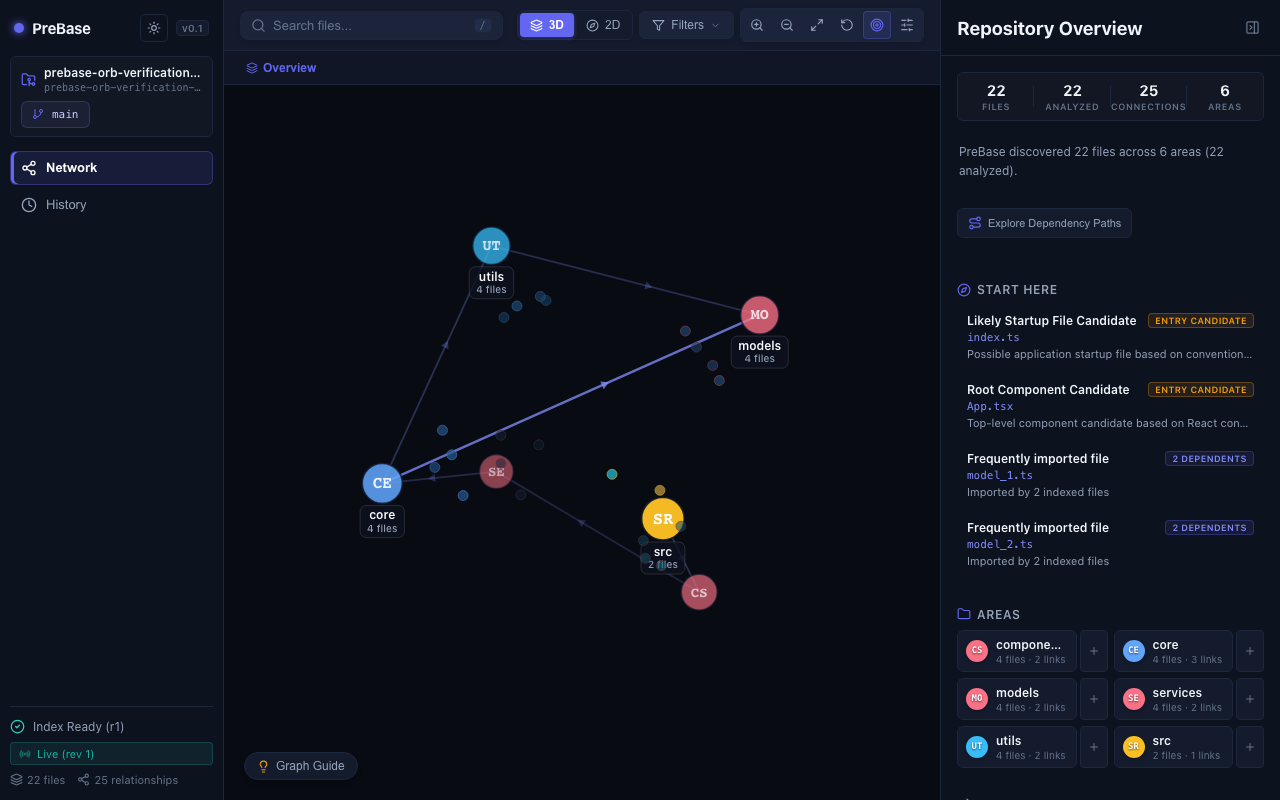 PreBase
v0.1
prebase-orb-verification...
prebase-orb-verification-...
main
Network
History
Index Ready (r1)
Live (rev 1)
22 files
25 relationships
Search files...
/
3D
2D
Filters
Overview
UT
utils
4 files
MO
models
4 files
CE
core
4 files
SE
SR
src
2 files
CS
Graph Guide
Repository Overview
22
FILES
22
ANALYZED
25
CONNECTIONS
6
AREAS
PreBase discovered 22 files across 6 areas (22
analyzed).
Explore Dependency Paths
START HERE
Likely Startup File Candidate
ENTRY CANDIDATE
index.ts
Possible application startup file based on convention...
Root Component Candidate
ENTRY CANDIDATE
App.tsx
Top-level component candidate based on React con...
Frequently imported file
2 DEPENDENTS
model_1.ts
Imported by 2 indexed files
Frequently imported file
2 DEPENDENTS
model_2.ts
Imported by 2 indexed files
AREAS
CS
compone...
4 files · 2 links
+
CE
core
4 files · 3 links
+
MO
models
4 files · 2 links
+
SE
services
4 files · 2 links
+
UT
utils
4 files · 2 links
+
SR
src
2 files · 1 links
+